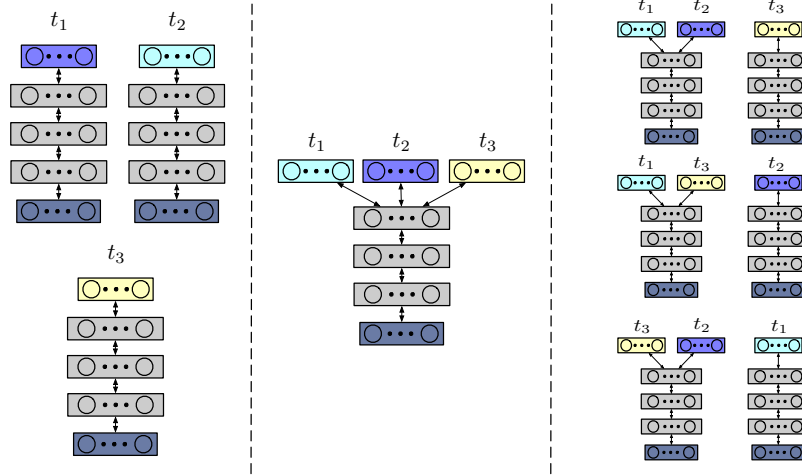 t₁ t₂
t₃
t₁ t₂ t₃
t₁ t₂ t₃
t₁ t₃ t₂
t₃ t₂ t₁